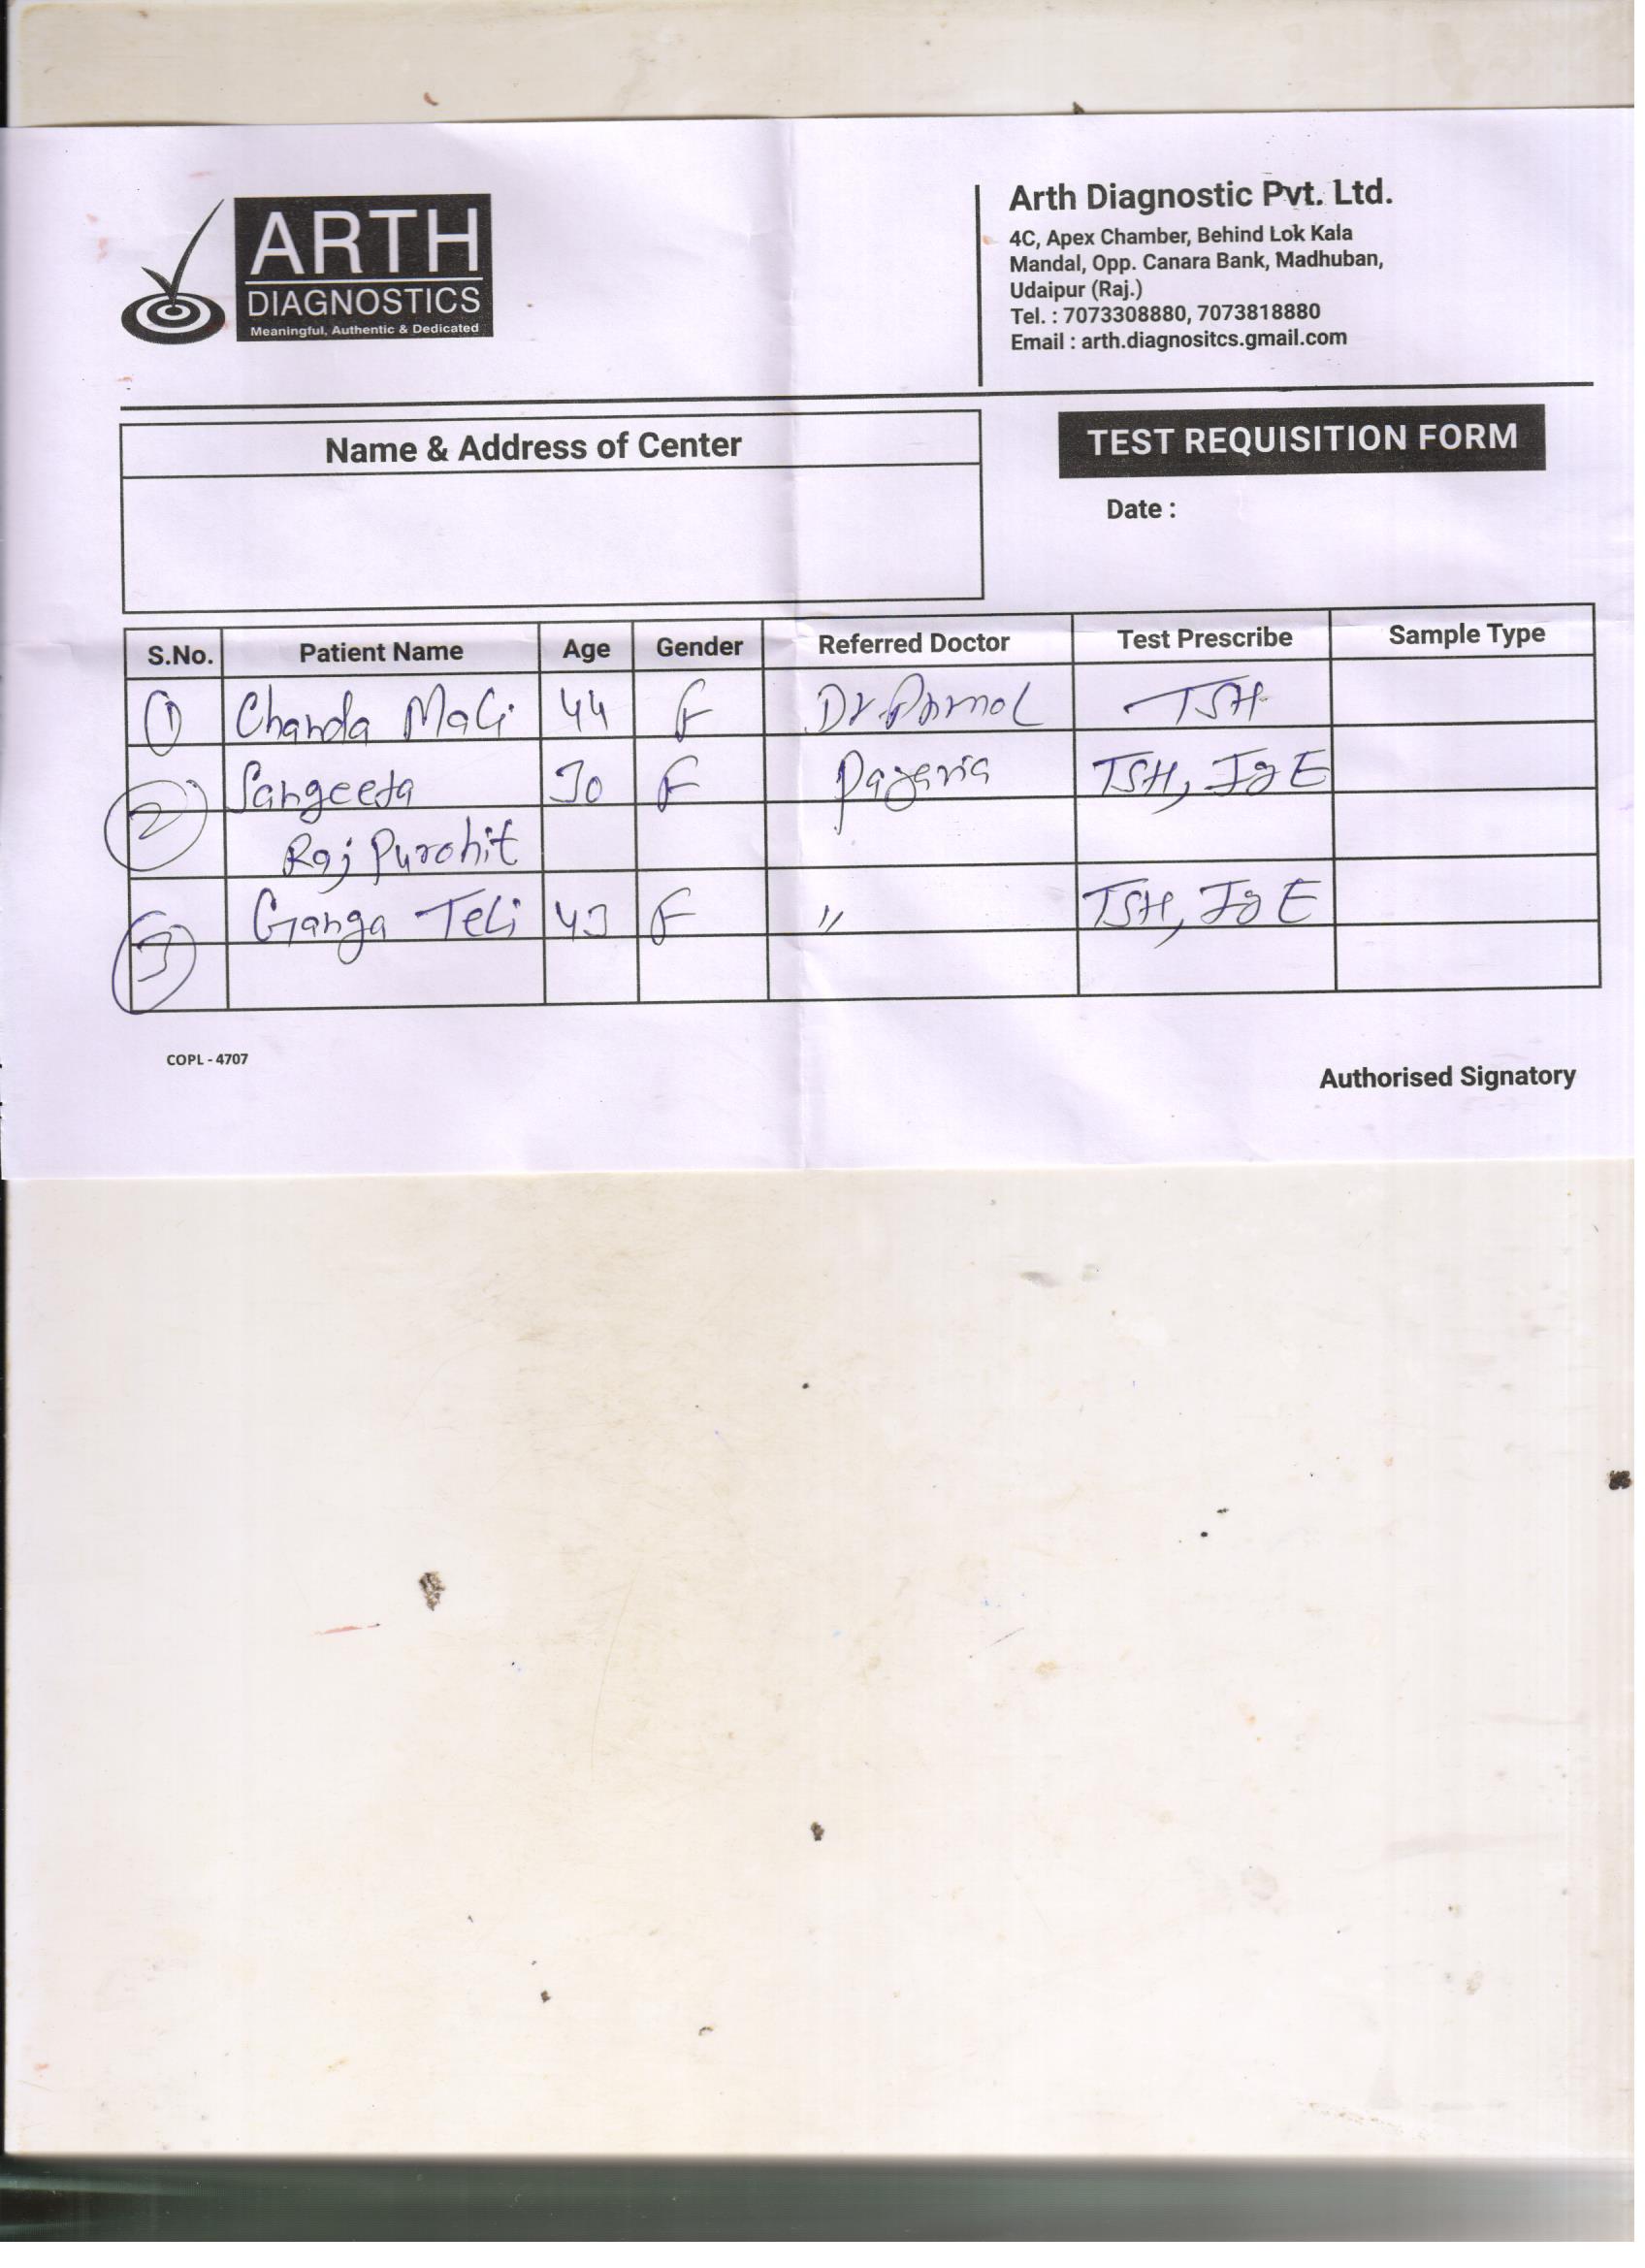 ARTH
DIAGNOSTICS
Meaningful, Authentic & Dedicated
Arth Diagnostic Pvt. Ltd.
4C, Apex Chamber, Behind Lok Kala
Mandal, Opp. Canara Bank, Madhuban,
Udaipur (Raj.)
Tel. : 7073308880, 7073818880
Email : arth.diagnositcs.gmail.com
Name & Address of Center
TEST REQUISITION FORM
Date :
S.No. Patient Name Age Gender Referred Doctor Test Prescribe Sample Type
1 Chanda Mali 44 F Dr. TSH
2 Sangeeta 30 F Pagaria TSH, IgE
Raj Purohit
3 Ganga Teli 43 F " TSH, IgE
COPL - 4707
Authorised Signatory